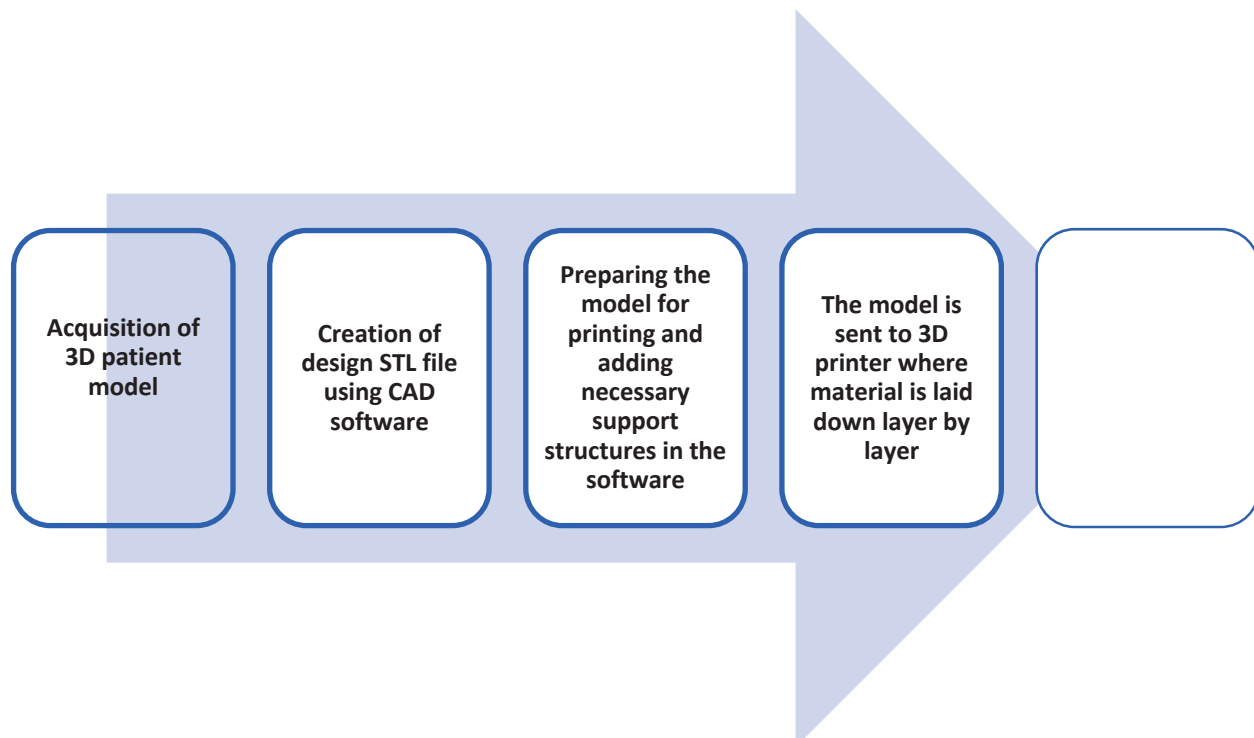 Acquisition of
3D patient
model
Creation of
design STL file
using CAD
software
Preparing the
model for
printing and
adding
necessary
support
structures in the
software
The model is
sent to 3D
printer where
material is laid
down layer by
layer